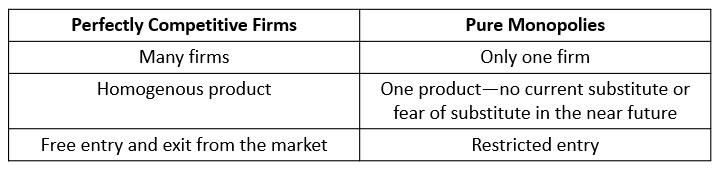 Perfectly Competitive Firms
Pure Monopolies
Many firms
Only one firm
Homogenous product
One product—no current substitute or
fear of substitute in the near future
Free entry and exit from the market
Restricted entry